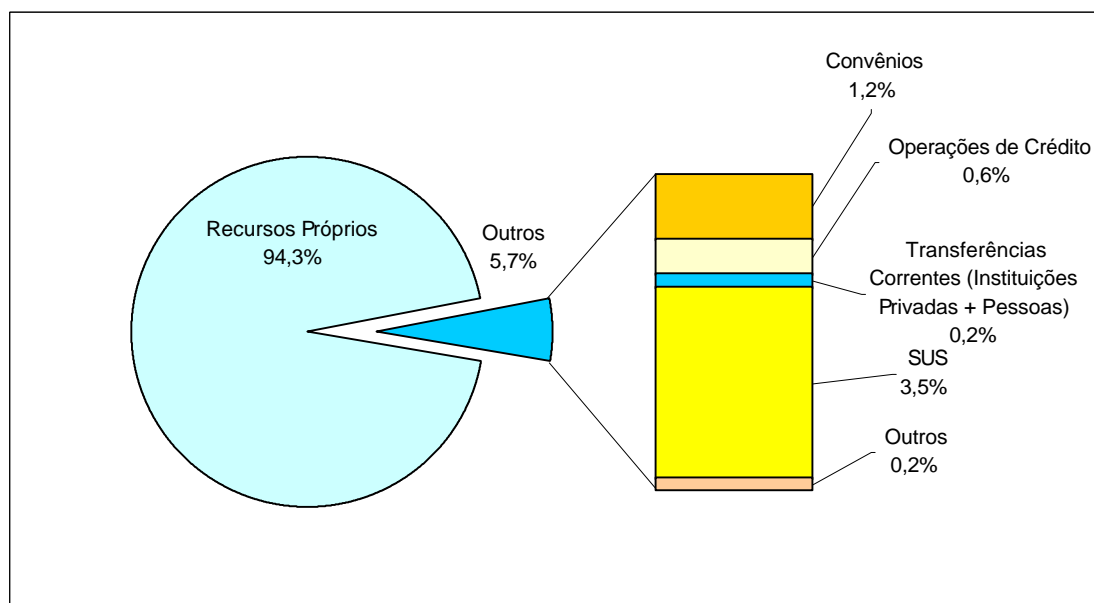 Recursos Próprios
94,3%
Outros
5,7%
Convênios
1,2%
Operações de Crédito
0,6%
Transferências
Correntes (Instituições
Privadas + Pessoas)
0,2%
SUS
3,5%
Outros
0,2%